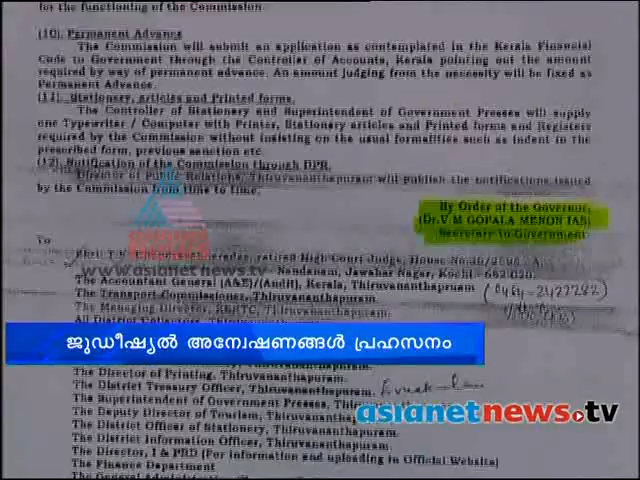 for the functioning of the Commission.
(10). Permanent Advance
The Commission will submit an application as contemplated in the Kerala Financial
Code to Government through the Controller of Accounts, Kerala pointing out the amount
required by way of permanent advance. An amount judging from the necessity will be fixed as
Permanent Advance.
(11). Stationery, articles and Printed forms.
The Controller of Stationery and Superintendent of Government Presses will supply
one Typewriter / Computer with Printer, Stationery articles and Printed forms and Registers
required by the Commission without insisting on the usual formalities such as indent in the
prescribed form, previous sanction etc.
(12). Notification of the Commission through DPR.
Director of Public Relations, Thiruvananthapuram will publish the notifications issued
by the Commission from time to time.
By Order of the Governor,
(Dr.V.M GOPALA MENON IAS)
Secretary to Government
To
retired High Court Judge, House No.
www.asianetnews.tv Nandanam, Jawahar Nagar, Kochi - 682 020.
The Accountant General (A&E)/(Audit), Kerala, Thiruvananthapuram
The Transport Commissioner, Thiruvananthapuram.
The Managing Director, KSRTC, Thiruvananthapuram.
ജുഡീഷ്യൽ അന്വേഷണങ്ങൾ പ്രഹസനം
The Director of Printing, Thiruvananthapuram.
The District Treasury Officer, Thiruvananthapuram.
The Superintendent of Government Presses,
The Deputy Director of Tourism,
asianetnews.tv
The District Officer of Stationery,
The District Information Officer, Thiruvananthapuram.
The Director, I & PRD (For information and uploading in Official Website)
The Finance Department